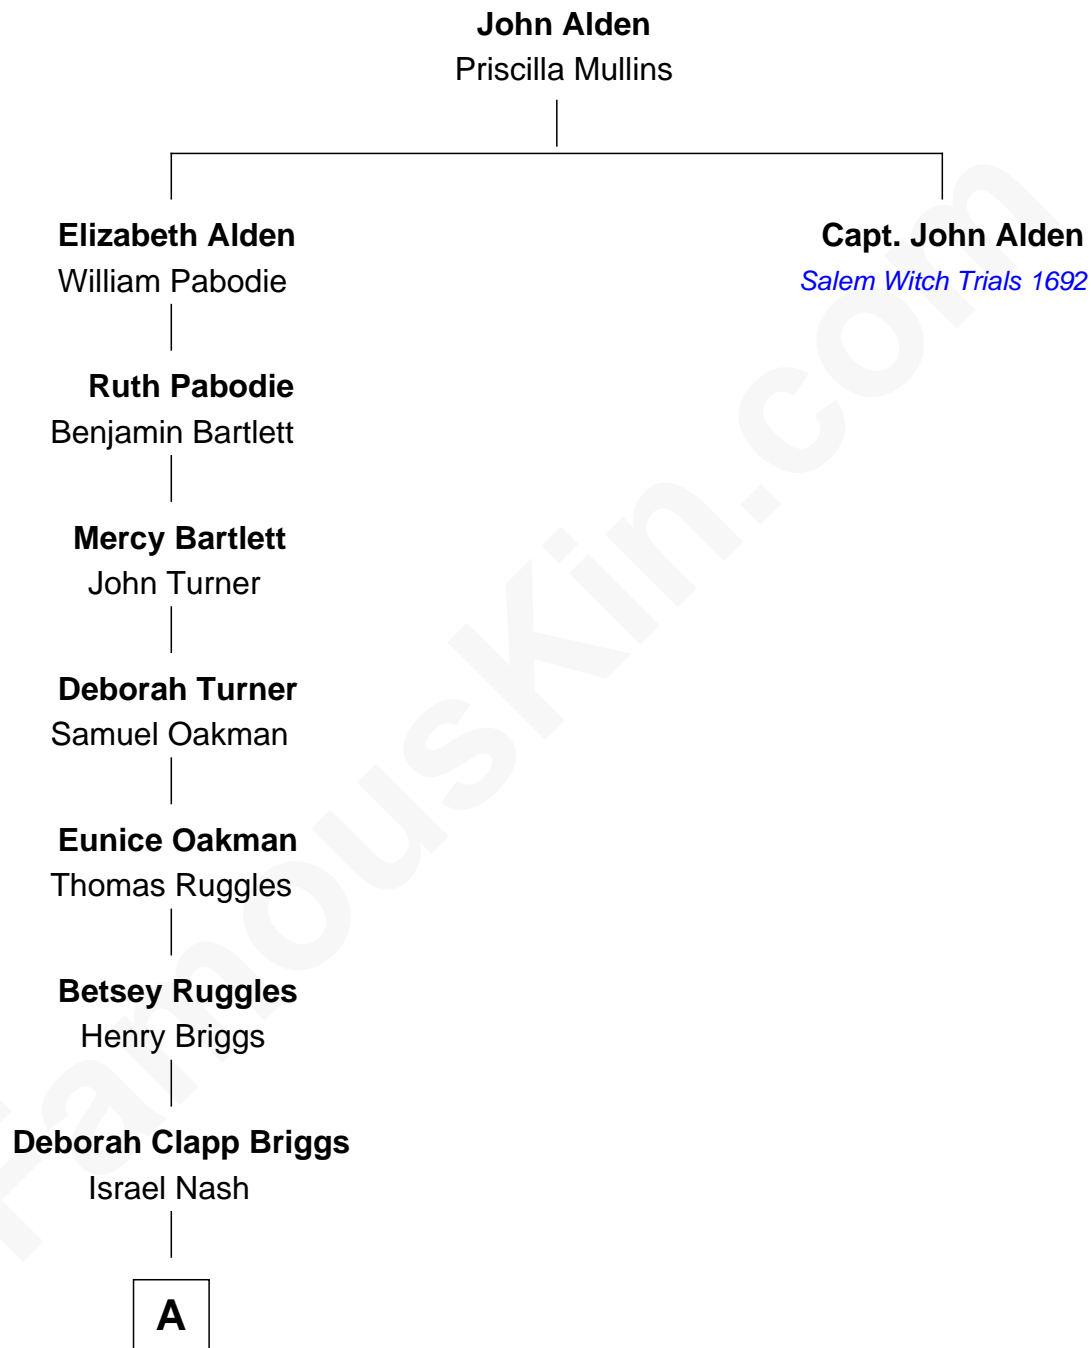 John Alden
Priscilla Mullins
Elizabeth Alden
William Pabodie
Capt. John Alden
Salem Witch Trials 1692
Ruth Pabodie
Benjamin Bartlett
Mercy Bartlett
John Turner
Deborah Turner
Samuel Oakman
Eunice Oakman
Thomas Ruggles
Betsey Ruggles
Henry Briggs
Deborah Clapp Briggs
Israel Nash
A
FamousKin.com